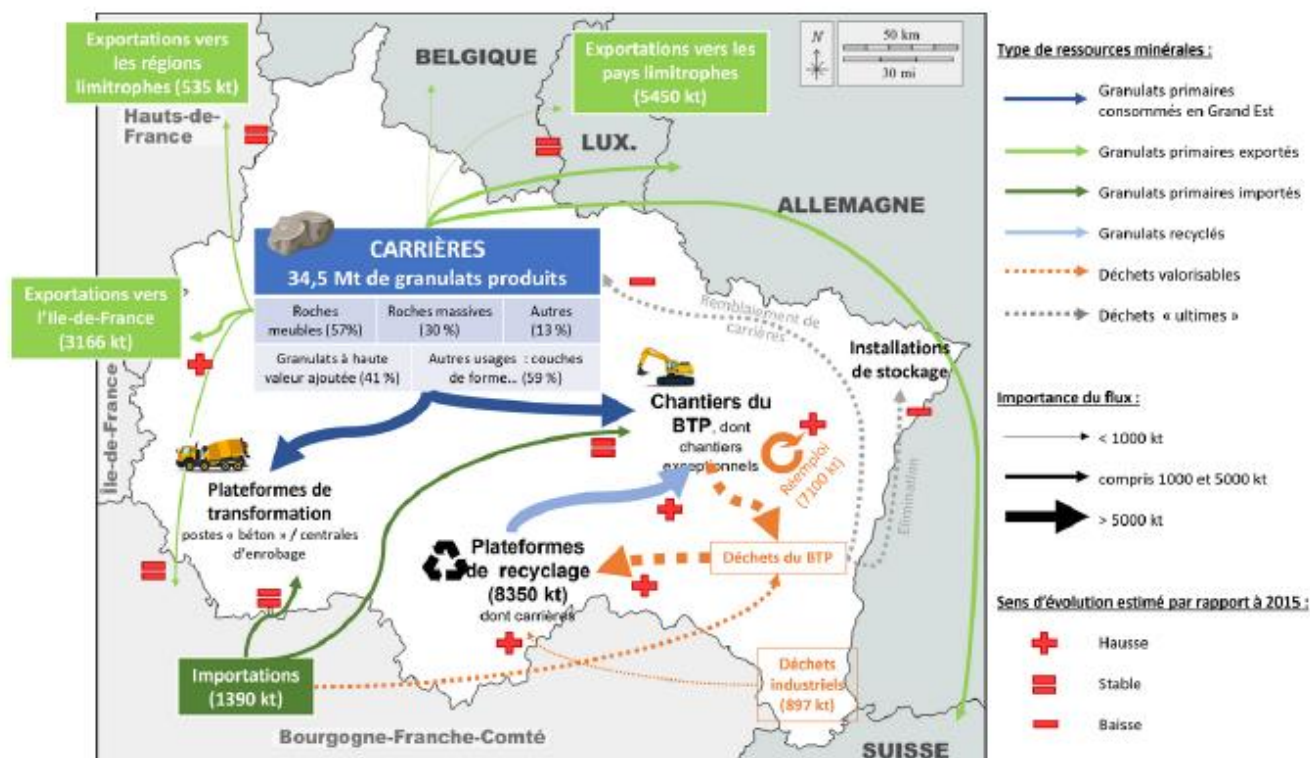 Exportations vers
les régions
limitrophes (535 kt)
BELGIQUE
Exportations vers les
pays limitrophes
(5450 kt)
N
50 km
30 mi
Hauts-de-
France
LUX.
ALLEMAGNE
CARRIÈRES
34,5 Mt de granulats produits
Roches
meubles (57%)
Roches massives
(30 %)
Autres
(13 %)
Granulats à haute
valeur ajoutée (41 %)
Autres usages : couches
de forme... (59 %)
Exportations vers
l'Ile-de-France
(3166 kt)
Remblaiement de
carrières
Installations
de stockage
Île-de-France
Chantiers du
BTP, dont
chantiers
exceptionnels
Réemploi
(7100 kt)
Elimination
Plateformes de
transformation
postes « béton » / centrales
d'enrobage
Plateformes
de recyclage
(8350 kt)
dont carrières
Déchets du BTP
Importations
(1390 kt)
Déchets
industriels
(897 kt)
Bourgogne-Franche-Comté
SUISSE
Type de ressources minérales :
Granulats primaires
consommés en Grand Est
Granulats primaires exportés
Granulats primaires importés
Granulats recyclés
Déchets valorisables
Déchets « ultimes »
Importance du flux :
< 1000 kt
compris 1000 et 5000 kt
> 5000 kt
Sens d'évolution estimé par rapport à 2015 :
Hausse
Stable
Baisse